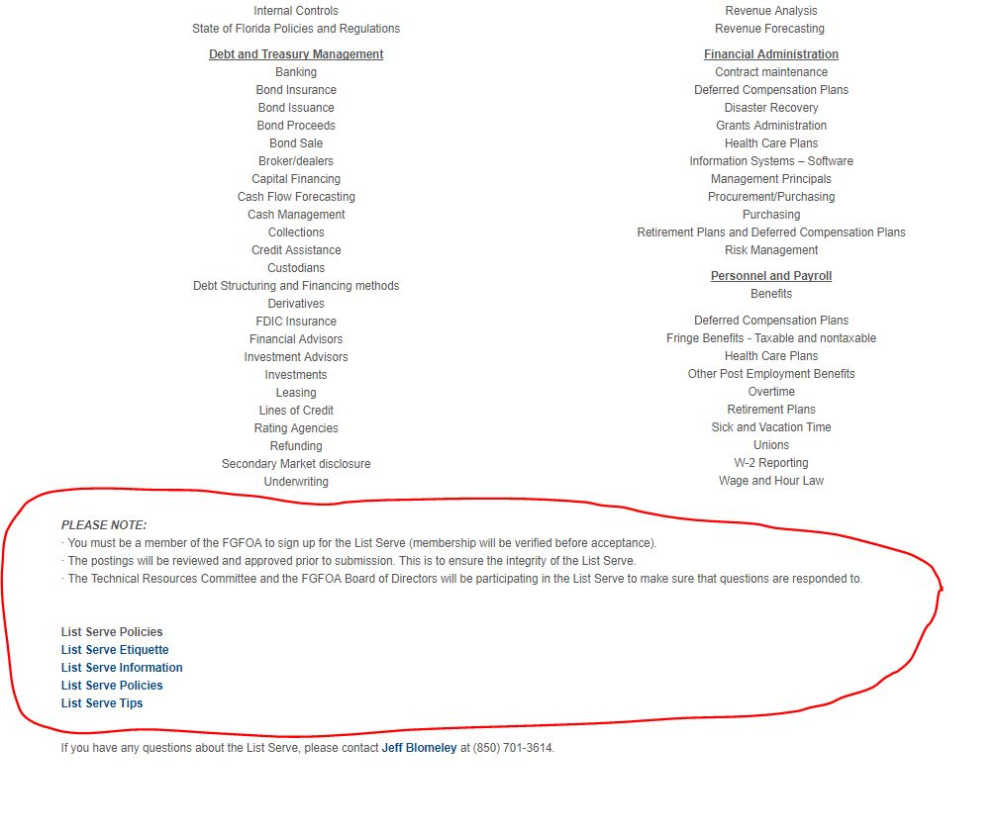 Internal Controls
State of Florida Policies and Regulations
Debt and Treasury Management
Banking
Bond Insurance
Bond Issuance
Bond Proceeds
Bond Sale
Broker/dealers
Capital Financing
Cash Flow Forecasting
Cash Management
Collections
Credit Assistance
Custodians
Debt Structuring and Financing methods
Derivatives
FDIC Insurance
Financial Advisors
Investment Advisors
Investments
Leasing
Lines of Credit
Rating Agencies
Refunding
Secondary Market disclosure
Underwriting
Revenue Analysis
Revenue Forecasting
Financial Administration
Contract maintenance
Deferred Compensation Plans
Disaster Recovery
Grants Administration
Health Care Plans
Information Systems – Software
Management Principals
Procurement/Purchasing
Purchasing
Retirement Plans and Deferred Compensation Plans
Risk Management
Personnel and Payroll
Benefits
Deferred Compensation Plans
Fringe Benefits - Taxable and nontaxable
Health Care Plans
Other Post Employment Benefits
Overtime
Retirement Plans
Sick and Vacation Time
Unions
W-2 Reporting
Wage and Hour Law
PLEASE NOTE:
· You must be a member of the FGFOA to sign up for the List Serve (membership will be verified before acceptance).
· The postings will be reviewed and approved prior to submission. This is to ensure the integrity of the List Serve.
· The Technical Resources Committee and the FGFOA Board of Directors will be participating in the List Serve to make sure that questions are responded to.
List Serve Policies
List Serve Etiquette
List Serve Information
List Serve Policies
List Serve Tips
If you have any questions about the List Serve, please contact Jeff Blomeley at (850) 701-3614.